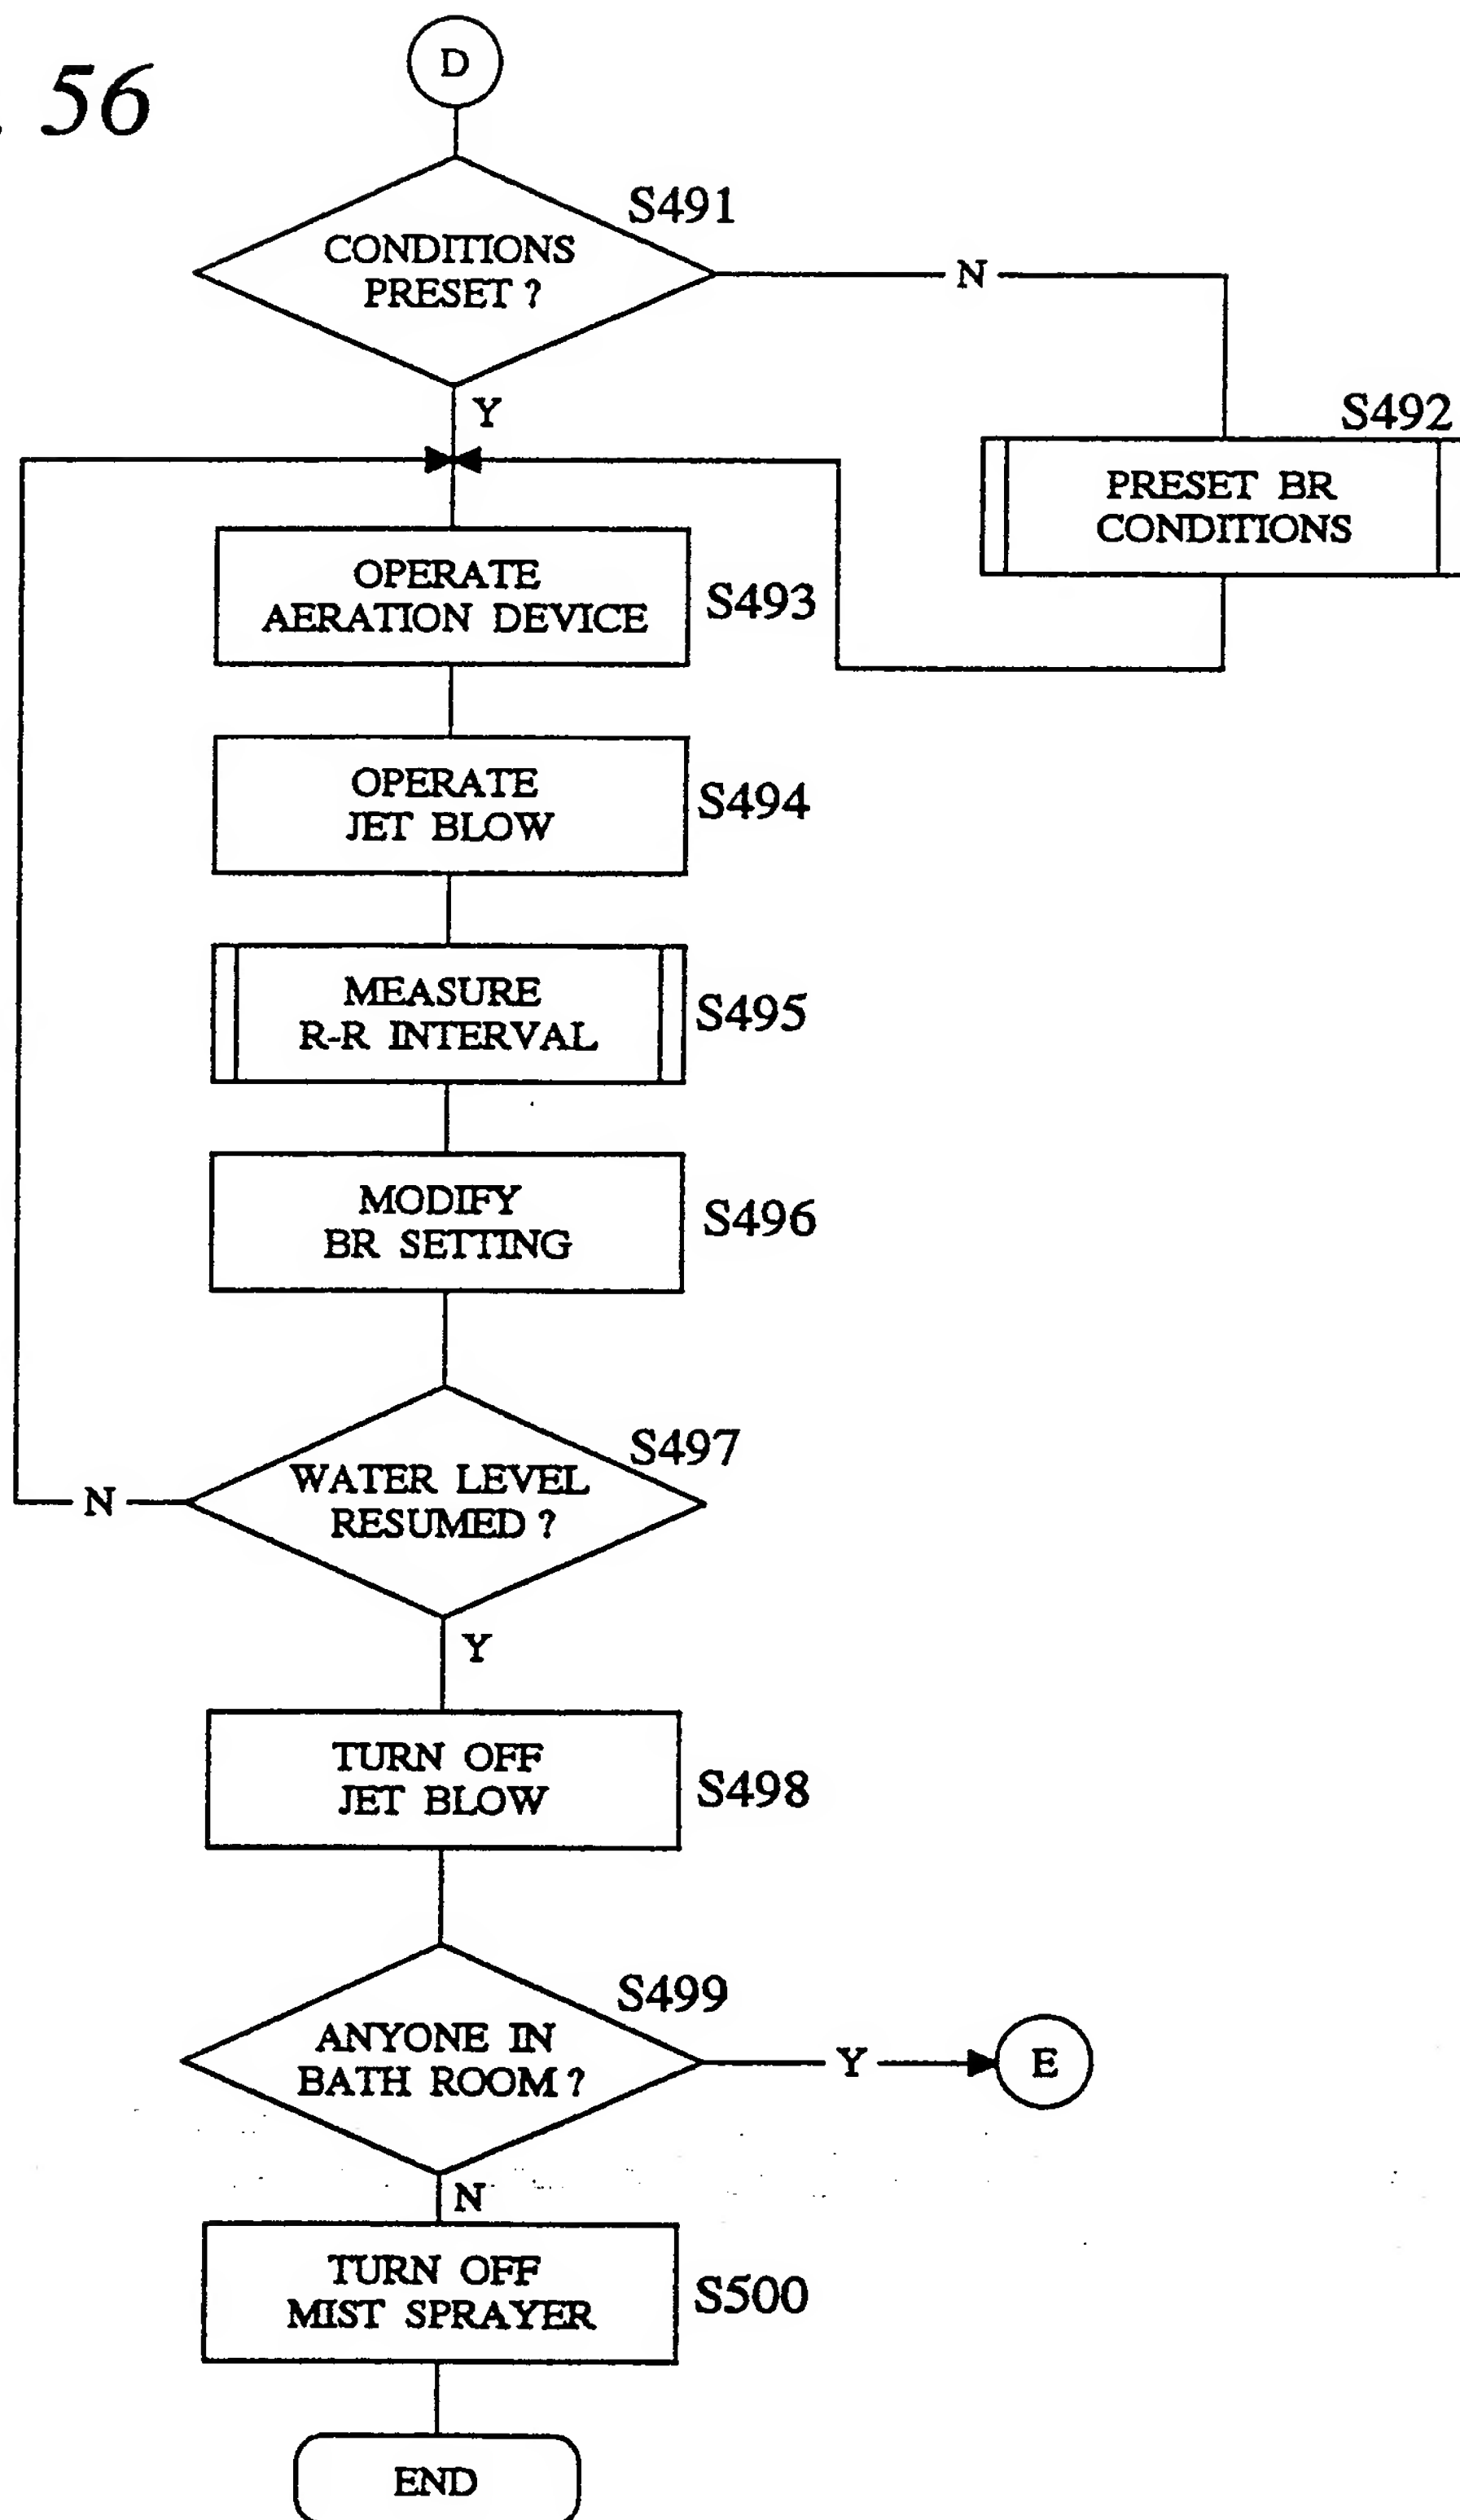 . 56
D
S491
CONDITIONS
PRESET ?
N
Y
S492
PRESET BR
CONDITIONS
OPERATE
AERATION DEVICE
S493
OPERATE
JET BLOW
S494
MEASURE
R-R INTERVAL
S495
MODIFY
BR SETTING
S496
S497
WATER LEVEL
RESUMED ?
N
Y
TURN OFF
JET BLOW
S498
S499
ANYONE IN
BATH ROOM ?
Y
E
N
TURN OFF
MIST SPRAYER
S500
END